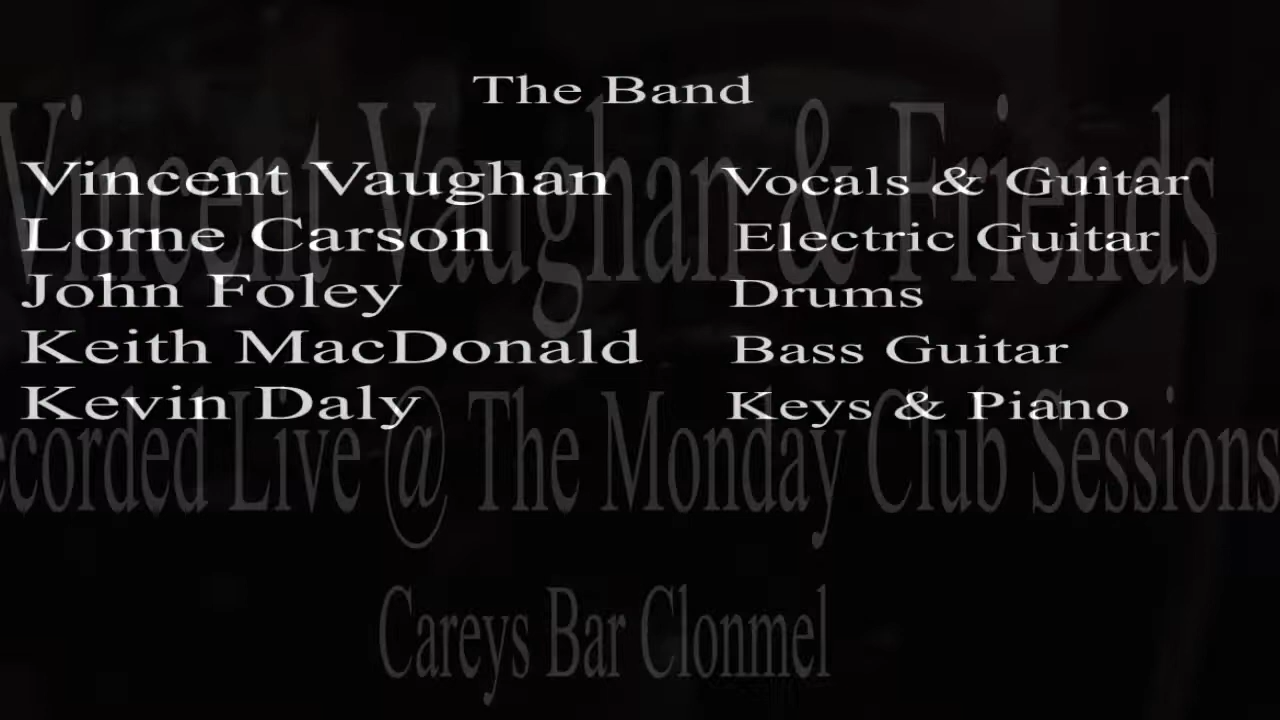 The Band
Vincent Vaughan Vocals & Guitar
Lorne Carson Electric Guitar
John Foley Drums
Keith MacDonald Bass Guitar
Kevin Daly Keys & Piano
Vincent Vaughan & Friends
ecorded Live @ The Monday Club Sessions
Careys Bar Clonmel